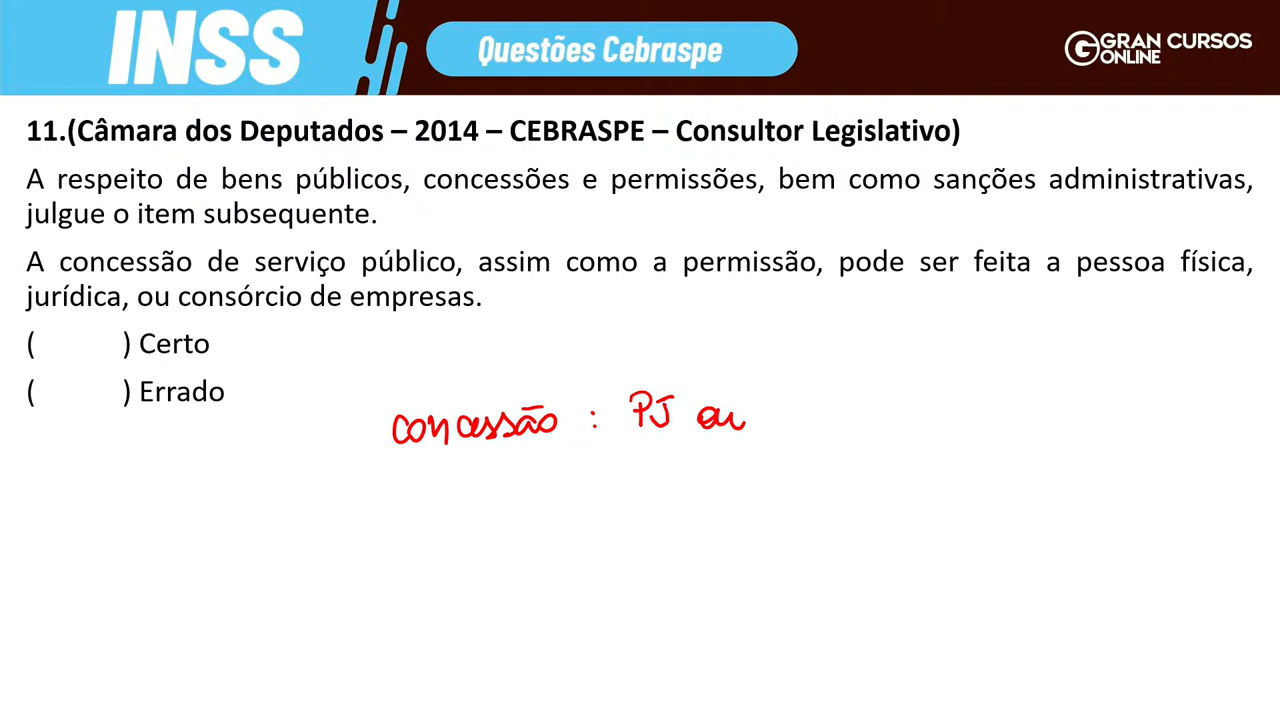 INSS
Questões Cebraspe
GRAN CURSOS
ONLINE
11.(Câmara dos Deputados – 2014 – CEBRASPE – Consultor Legislativo)
A respeito de bens públicos, concessões e permissões, bem como sanções administrativas,
julgue o item subsequente.
A concessão de serviço público, assim como a permissão, pode ser feita a pessoa física,
jurídica, ou consórcio de empresas.
( ) Certo
( ) Errado
concessão : PJ ou